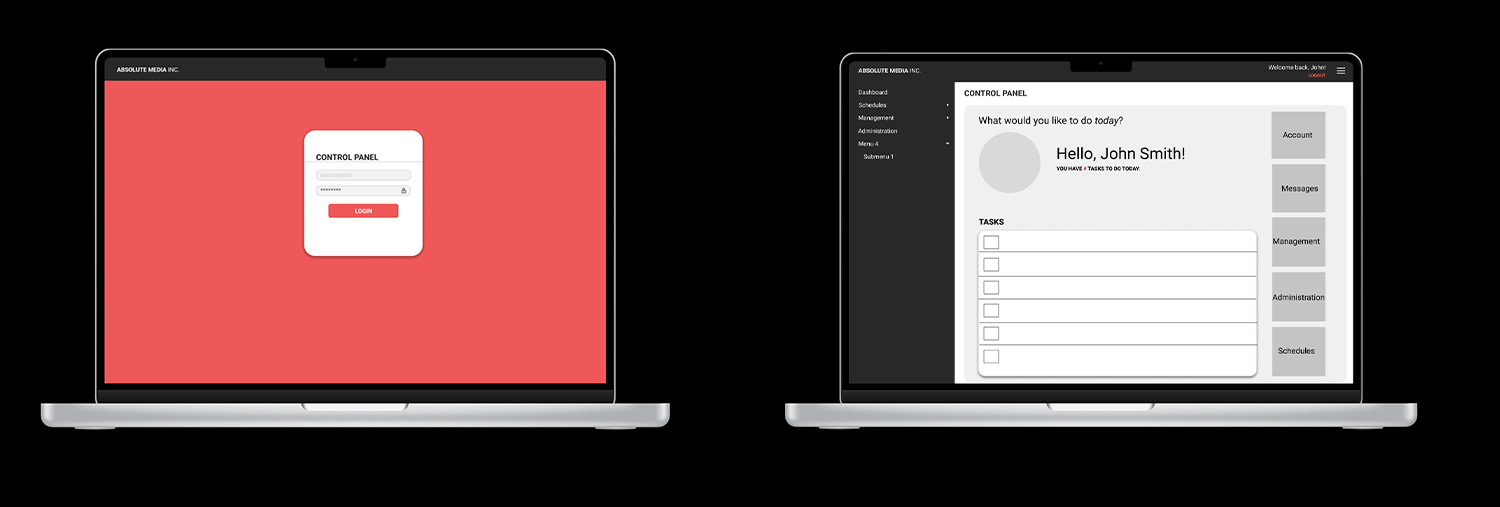 ABSOLUTE MEDIA INC.
CONTROL PANEL
********
LOGIN
ABSOLUTE MEDIA INC.
Welcome back, John!
LOGOUT
Dashboard
Schedules
Management
Administration
Menu 4
Submenu 1
CONTROL PANEL
What would you like to do today?
Hello, John Smith!
YOU HAVE 4 TASKS TO DO TODAY.
TASKS
Account
Messages
Management
Administration
Schedules